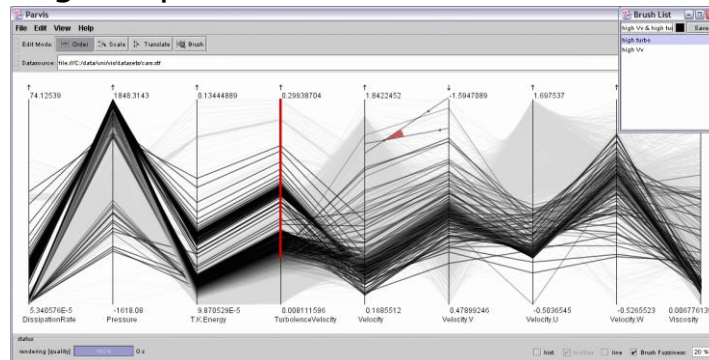 Parvis
File Edit View Help
Edit Mode: Order Scale Translate Brush
Datasource: file:///C:/data/uni/vis/datasets/cam.stf
Brush List
high Vv & high tu Save
high turbo
high Vv
74.12539 1848.3143 0.13444889 0.29938704 1.8422452 -1.5947089 1.697537
5.340576E-5 -1618.08 9.870529E-5 0.008111596 0.1685512 0.47899246 -0.5036545 -0.5265523 0.00677613
DissipationRate Pressure T.K.Energy TurbolenceVelocity Velocity Velocity.V Velocity.U Velocity.W Viscosity
status
rendering [quality] 100% 0 s hist. tooltips line Brush Fuzziness: 20 %